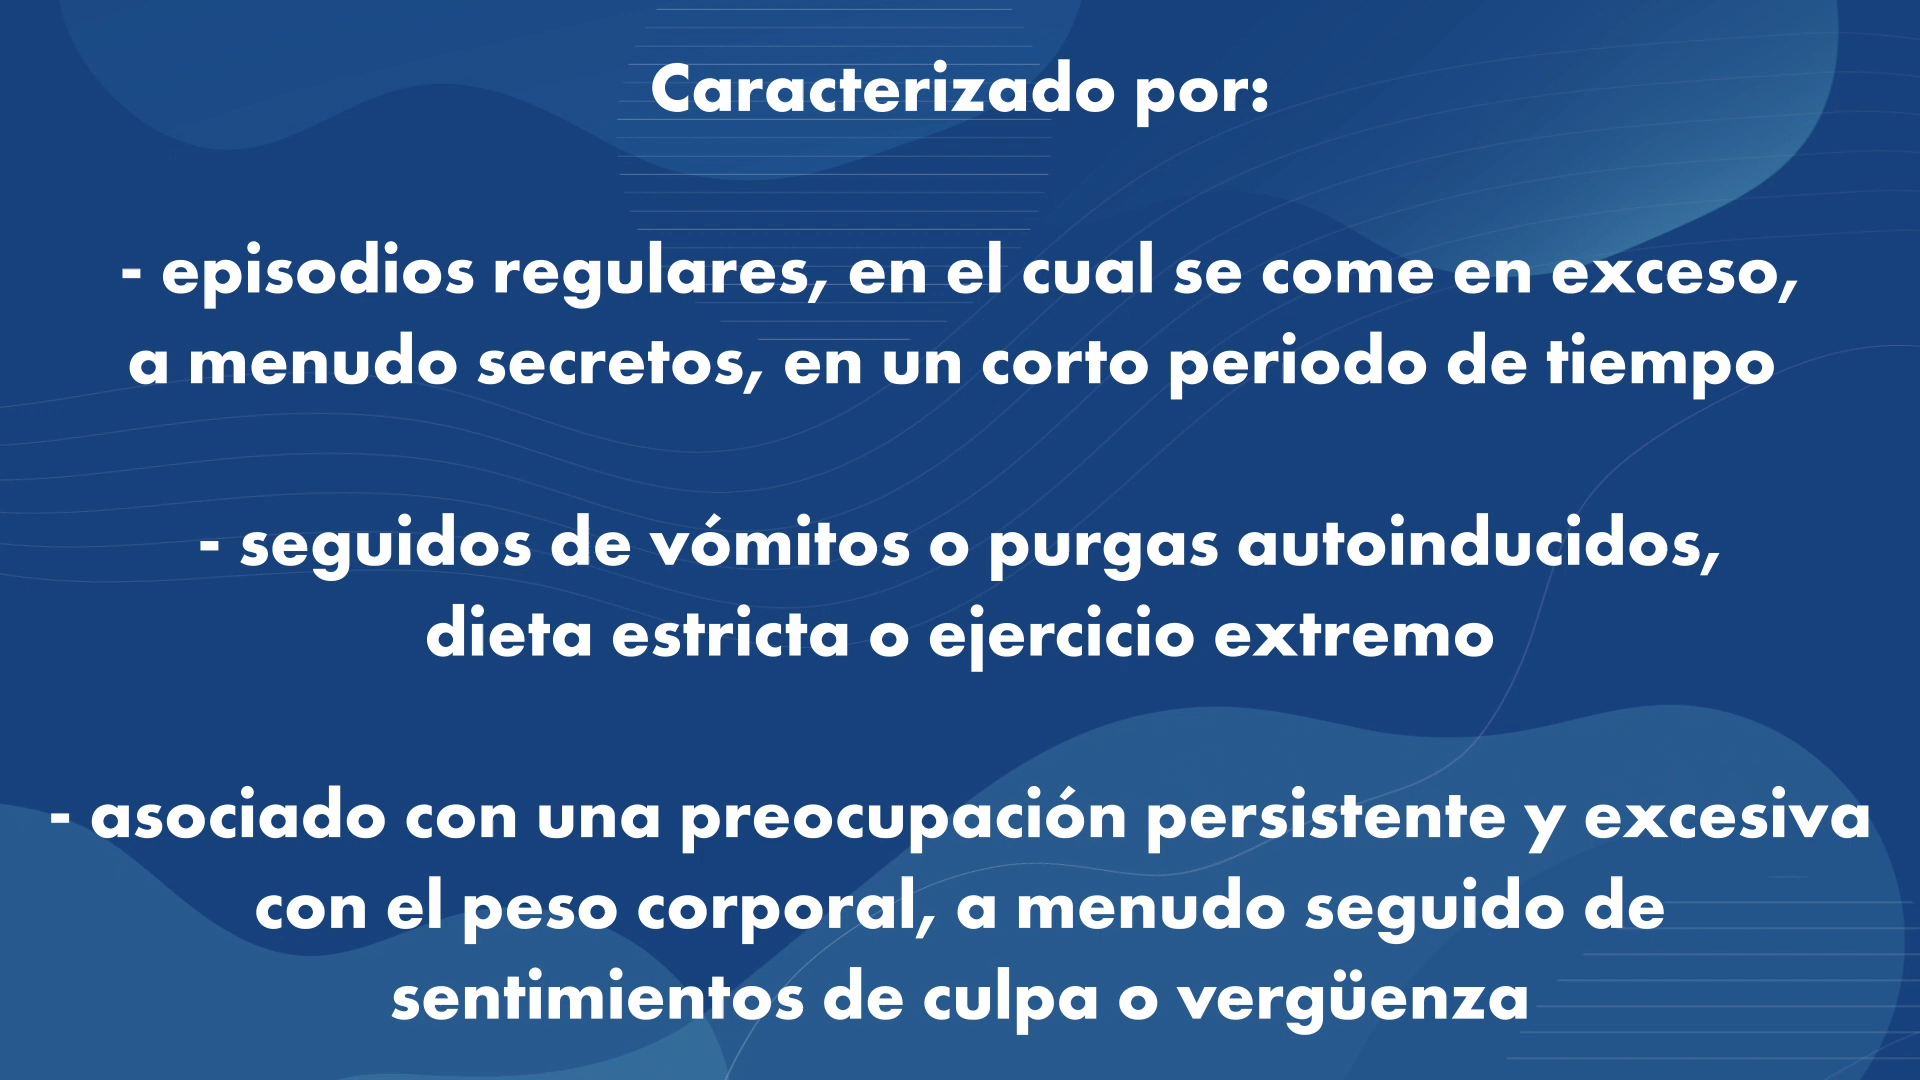 Caracterizado por:
- episodios regulares, en el cual se come en exceso,
a menudo secretos, en un corto periodo de tiempo
- seguidos de vómitos o purgas autoinducidos,
dieta estricta o ejercicio extremo
- asociado con una preocupación persistente y excesiva
con el peso corporal, a menudo seguido de
sentimientos de culpa o vergüenza